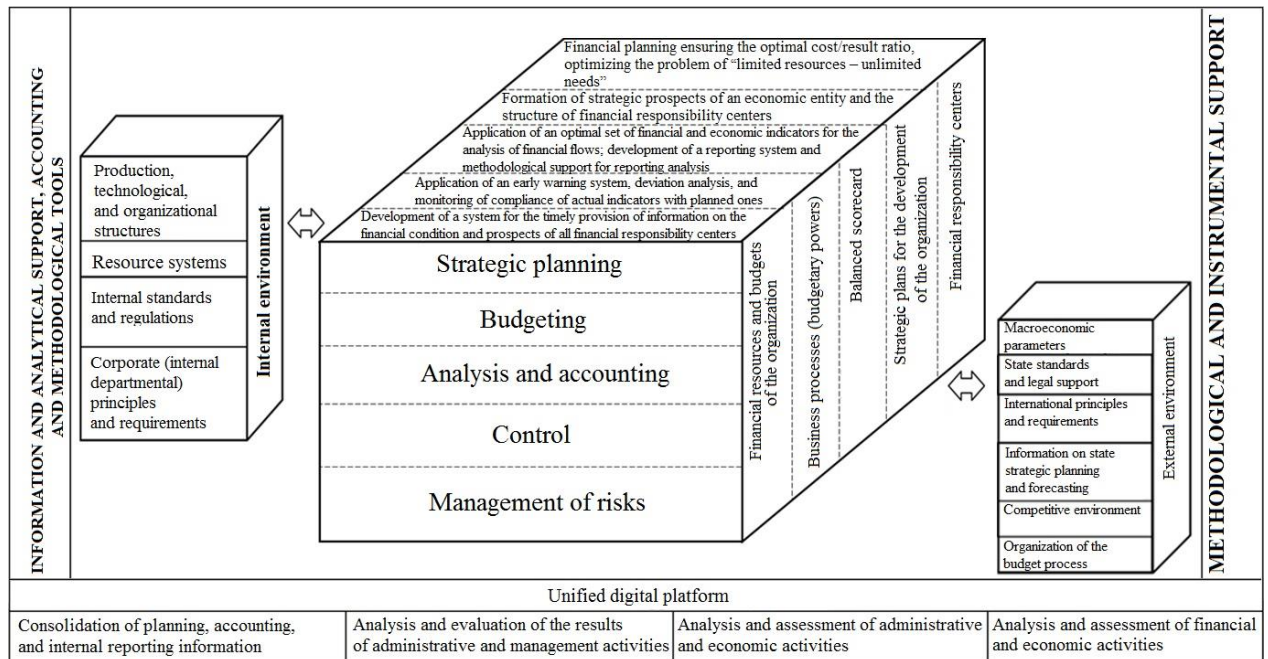 INFORMATION AND ANALYTICAL SUPPORT, ACCOUNTING
AND METHODOLOGICAL TOOLS
Production,
technological,
and organizational
structures
Resource systems
Internal standards
and regulations
Corporate (internal
departmental)
principles
and requirements
Internal environment
Financial planning ensuring the optimal cost/result ratio,
optimizing the problem of “limited resources – unlimited
needs”
Formation of strategic prospects of an economic entity and the
structure of financial responsibility centers
Application of an optimal set of financial and economic indicators for the
analysis of financial flows; development of a reporting system and
methodological support for reporting analysis
Application of an early warning system, deviation analysis, and
monitoring of compliance of actual indicators with planned ones
Development of a system for the timely provision of information on the
financial condition and prospects of all financial responsibility centers
Strategic planning
Budgeting
Analysis and accounting
Control
Management of risks
Financial resources and budgets
of the organization
Business processes (budgetary powers)
Balanced scorecard
Strategic plans for the development
of the organization
Financial responsibility centers
Macroeconomic
parameters
State standards
and legal support
International principles
and requirements
Information on state
strategic planning
and forecasting
Competitive environment
Organization of the
budget process
External environment
METHODOLOGICAL AND INSTRUMENTAL SUPPORT
Unified digital platform
Consolidation of planning, accounting,
and internal reporting information
Analysis and evaluation of the results
of administrative and management activities
Analysis and assessment of administrative
and economic activities
Analysis and assessment of financial
and economic activities